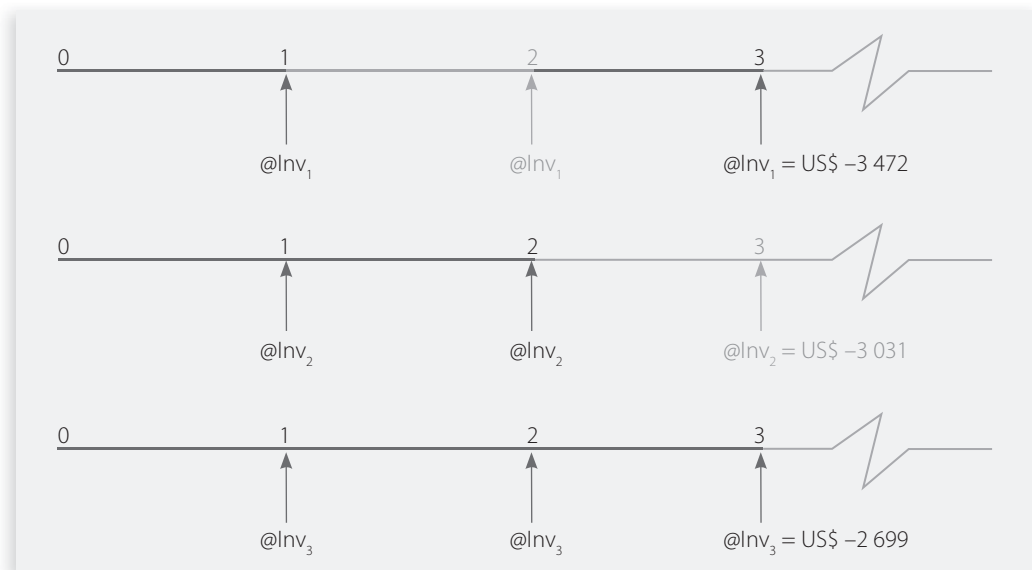 0 1 2 3
@Inv₁ @Inv₁ @Inv₁ = US$ –3 472
0 1 2 3
@Inv₂ @Inv₂ @Inv₂ = US$ –3 031
0 1 2 3
@Inv₃ @Inv₃ @Inv₃ = US$ –2 699